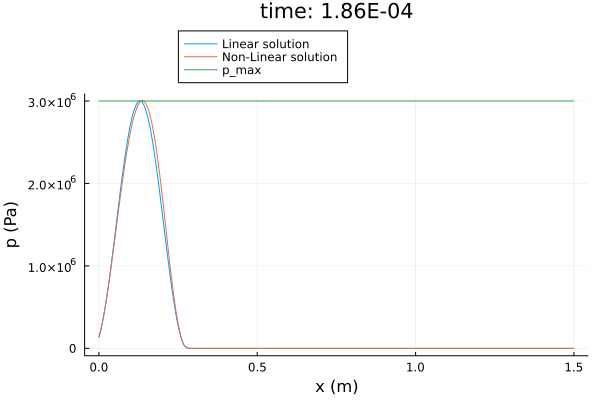 time: 1.86E-04
Linear solution
Non-Linear solution
p_max
3.0×10⁶
2.0×10⁶
1.0×10⁶
0
p (Pa)
0.0
0.5
1.0
1.5
x (m)